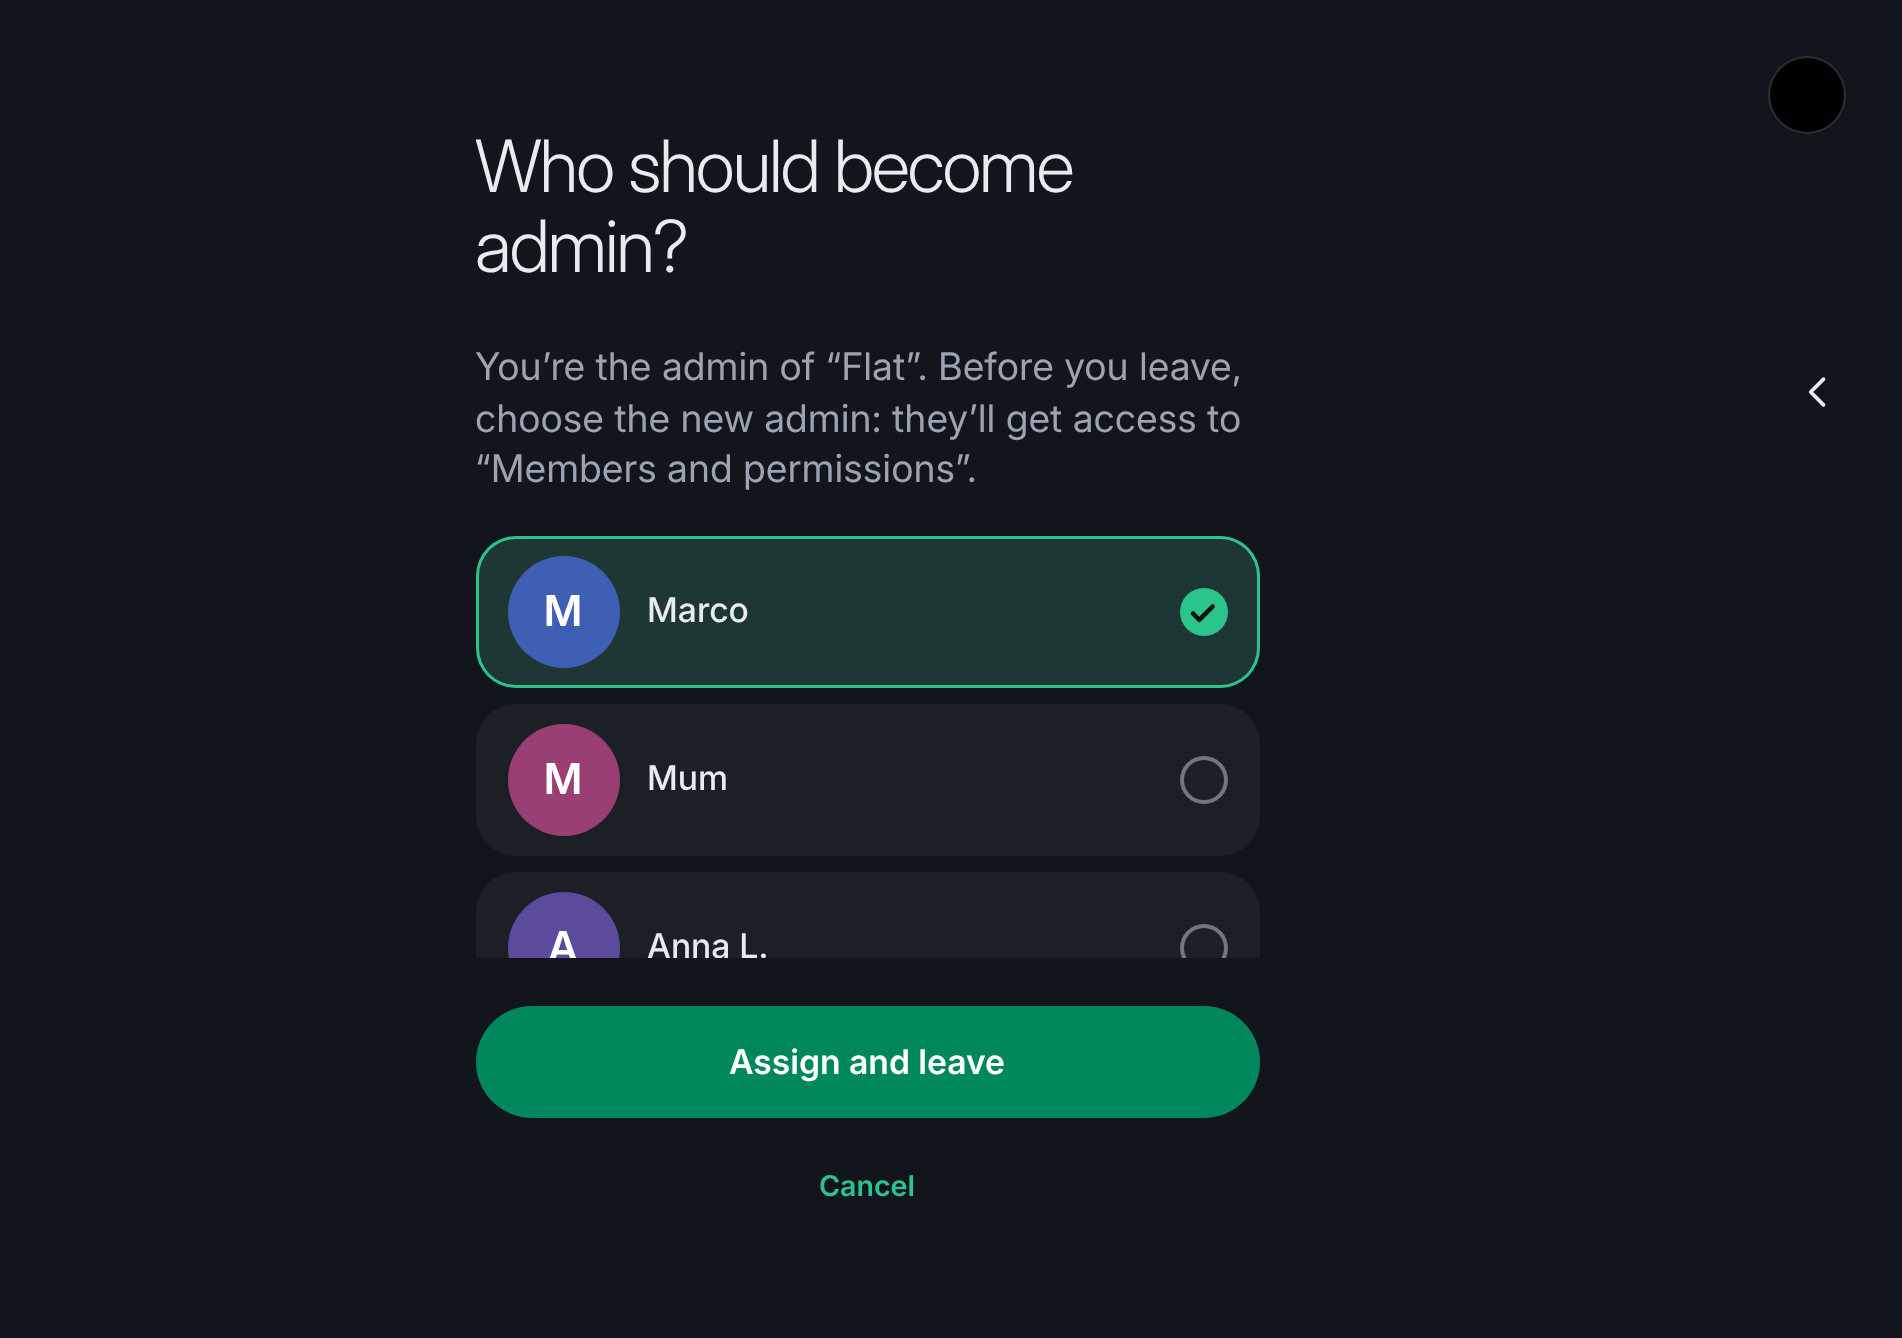 Who should become
admin?
You’re the admin of “Flat”. Before you leave,
choose the new admin: they’ll get access to
“Members and permissions”.
M Marco
M Mum
A Anna L.
Assign and leave
Cancel